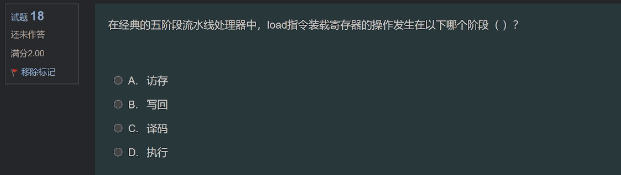 试题 18
还未作答
满分2.00
移除标记
在经典的五阶段流水线处理器中，load指令装载寄存器的操作发生在以下哪个阶段（ ）？
A. 访存
B. 写回
C. 译码
D. 执行